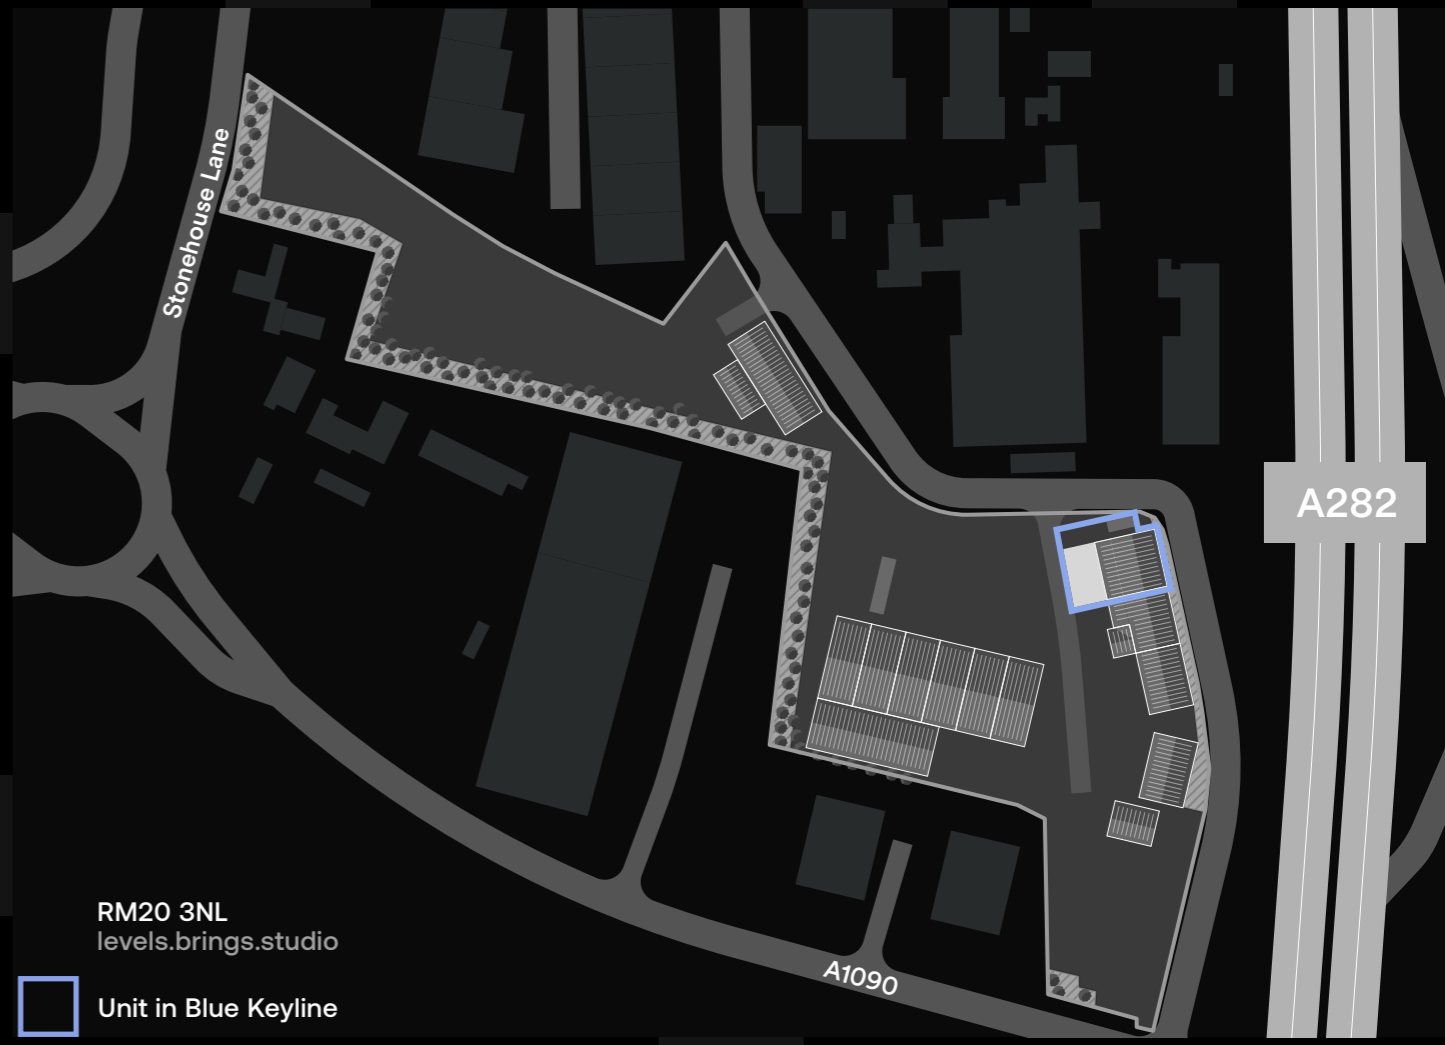 Stonehouse Lane
A282
RM20 3NL
levels.brings.studio
A1090
Unit in Blue Keyline